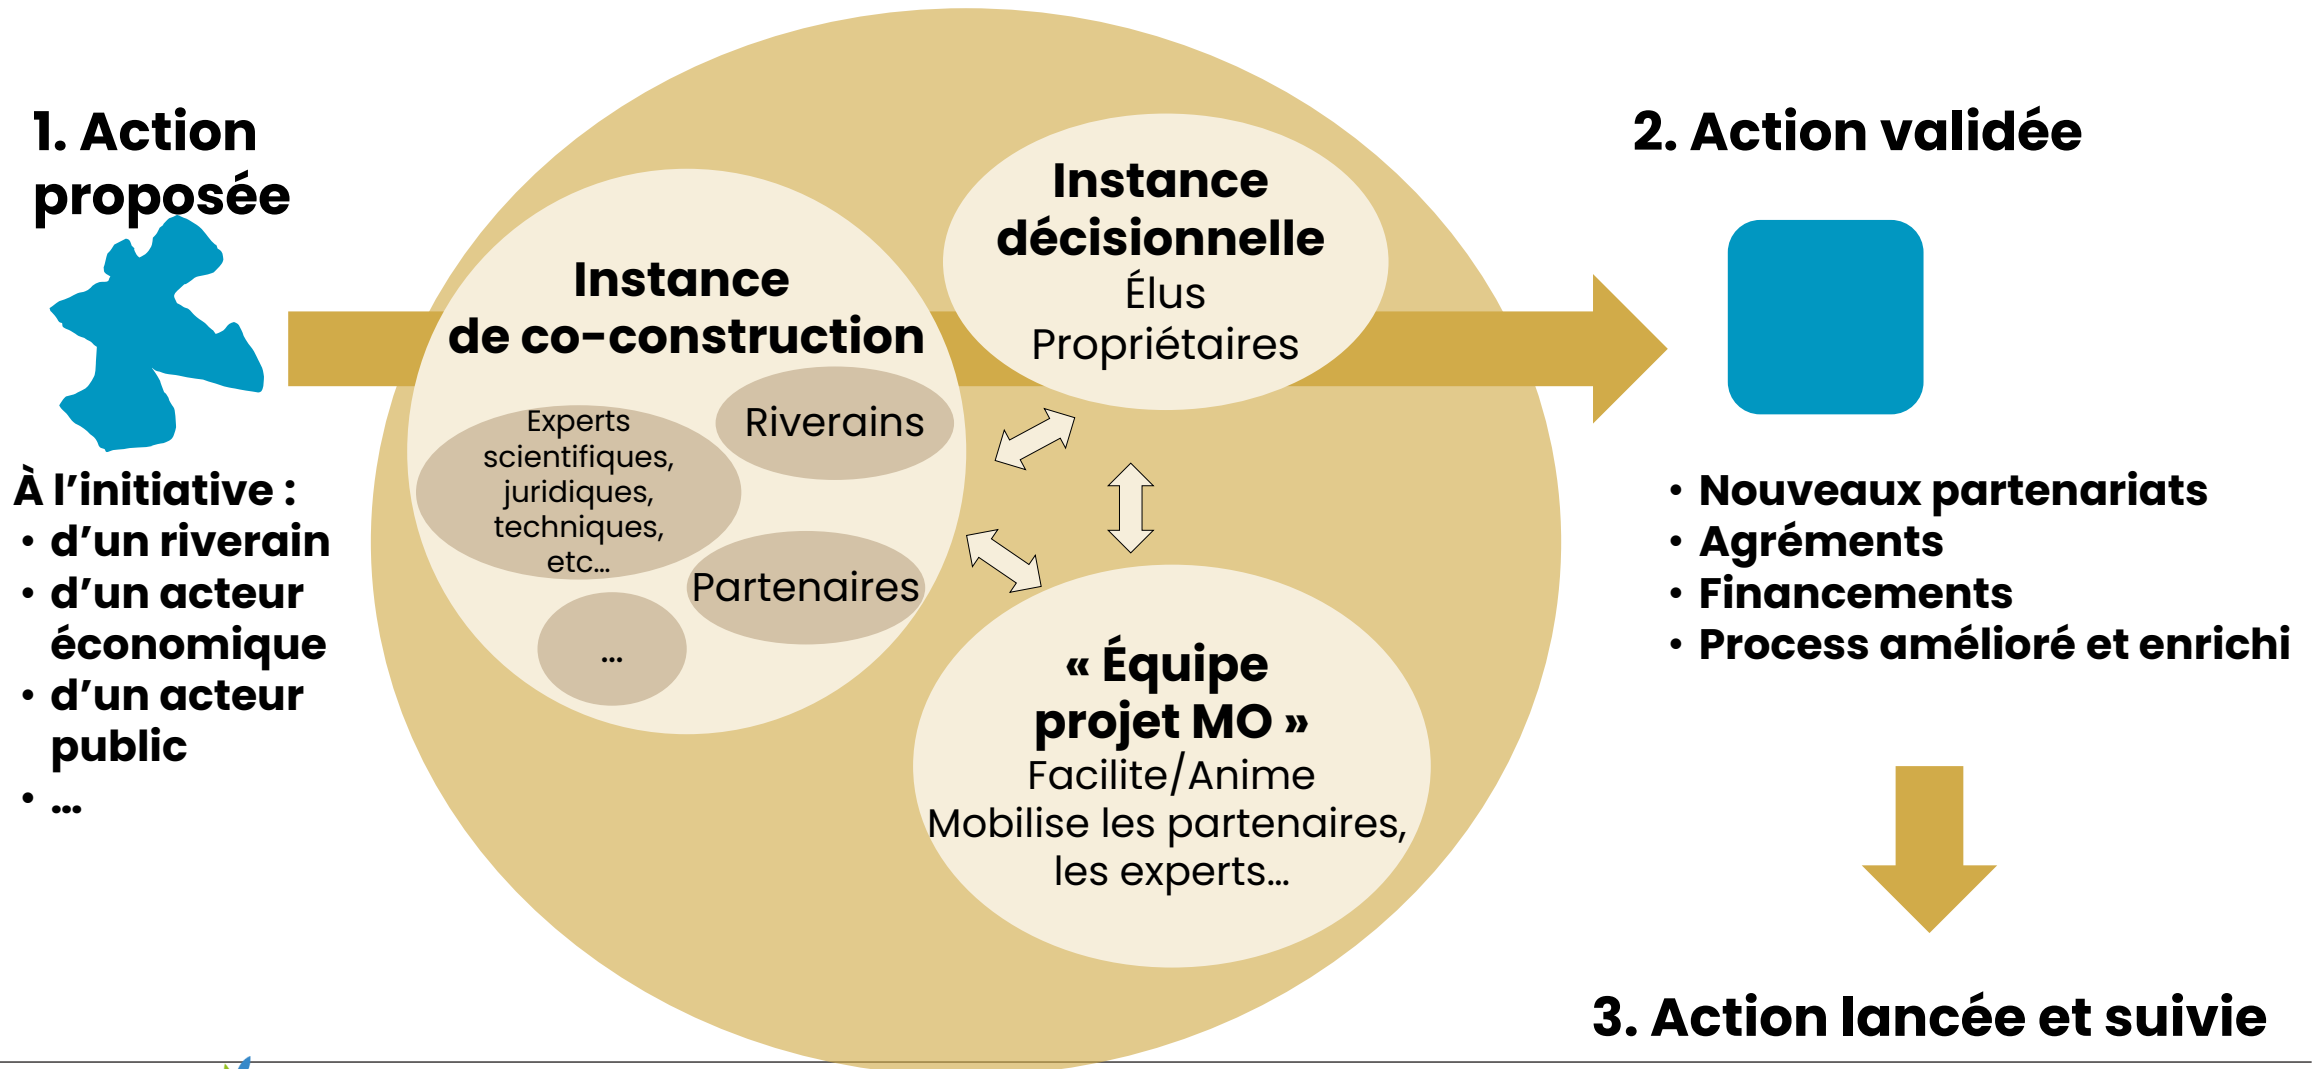 1. Action
proposée
À l’initiative :
• d’un riverain
• d’un acteur
économique
• d’un acteur
public
• …
Instance
de co-construction
Experts
scientifiques,
juridiques,
techniques,
etc…
Riverains
Partenaires
…
Instance
décisionnelle
Élus
Propriétaires
« Équipe
projet MO »
Facilite/Anime
Mobilise les partenaires,
les experts…
2. Action validée
• Nouveaux partenariats
• Agréments
• Financements
• Process amélioré et enrichi
3. Action lancée et suivie